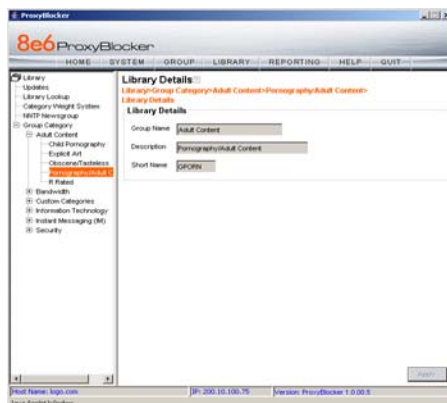 ProxyBlocker
8e6 ProxyBlocker
HOME SYSTEM GROUP LIBRARY REPORTING HELP QUIT
Library
Updates
Library Lookup
Category Weight System
NNTP Newsgroup
Group Category
Adult Content
Child Pornography
Explicit Art
Obscene/Tasteless
Pornography/Adult C
R Rated
Bandwidth
Custom Categories
Information Technology
Instant Messaging (IM)
Security
Library Details
Library>Group Category>Adult Content>Pornography/Adult Content>
Library Details
Library Details
Group Name Adult Content
Description Pornography/Adult Content
Short Name GPORN
Apply
Host Name: logo.com IP: 200.10.100.75 Version: ProxyBlocker 1.0.00.5